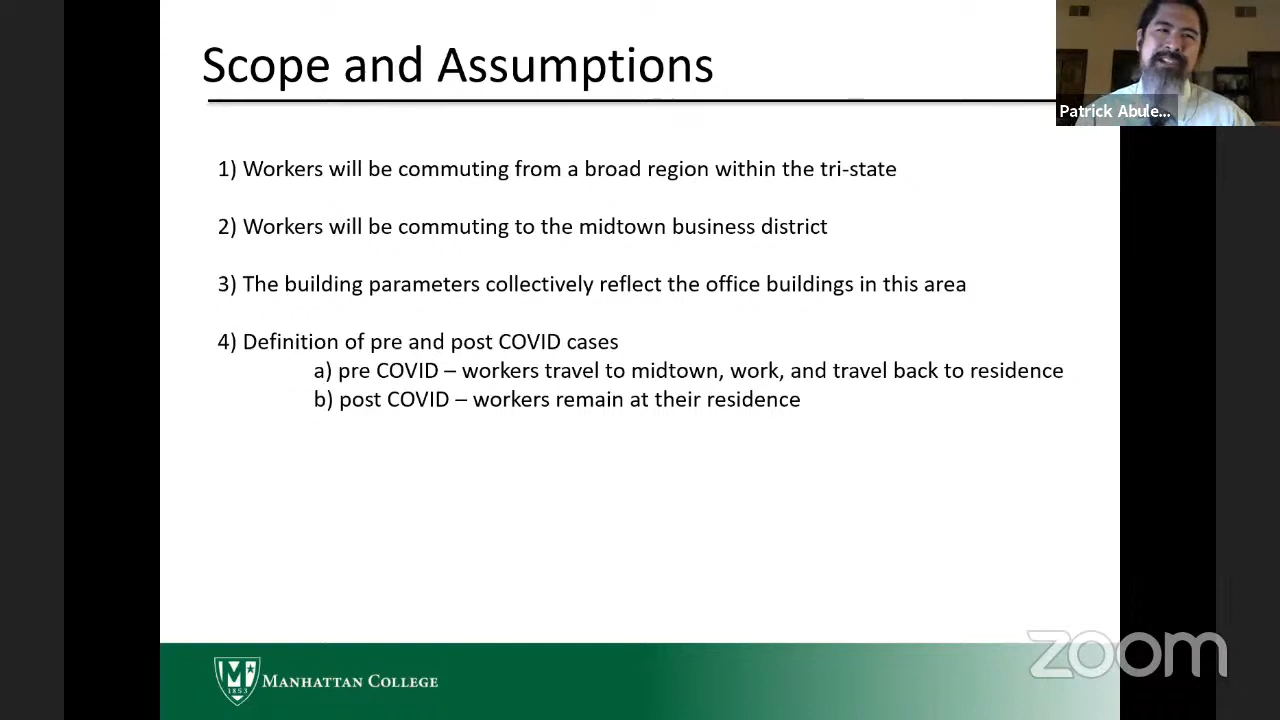 Scope and Assumptions
Patrick Abule...
1) Workers will be commuting from a broad region within the tri-state
2) Workers will be commuting to the midtown business district
3) The building parameters collectively reflect the office buildings in this area
4) Definition of pre and post COVID cases
a) pre COVID – workers travel to midtown, work, and travel back to residence
b) post COVID – workers remain at their residence
zoom
M
1853
MANHATTAN COLLEGE